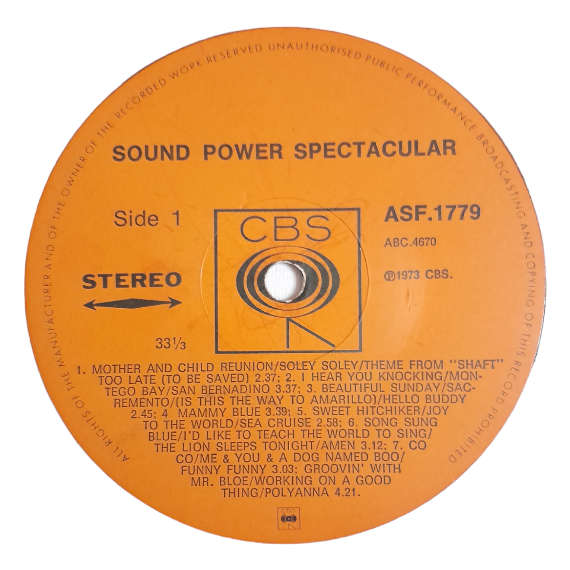 ALL RIGHTS OF THE MANUFACTURER AND OF THE OWNER OF THE RECORDED WORK RESERVED UNAUTHORISED PUBLIC PERFORMANCE BROADCASTING AND COPYING OF THIS RECORD PROHIBITED
SOUND POWER SPECTACULAR
Side 1
CBS
ASF.1779
ABC.4670
STEREO
℗1973 CBS.
33⅓
1. MOTHER AND CHILD REUNION/SOLEY SOLEY/THEME FROM "SHAFT"
TOO LATE (TO BE SAVED) 2.37; 2. I HEAR YOU KNOCKING/MON-
TEGO BAY/SAN BERNADINO 3.37; 3. BEAUTIFUL SUNDAY/SAC-
REMENTO/(IS THIS THE WAY TO AMARILLO)/HELLO BUDDY
2.45; 4 MAMMY BLUE 3.39; 5. SWEET HITCHIKER/JOY
TO THE WORLD/SEA CRUISE 2.58; 6. SONG SUNG
BLUE/I'D LIKE TO TEACH THE WORLD TO SING/
THE LION SLEEPS TONIGHT/AMEN 3.12; 7. CO
CO/ME & YOU & A DOG NAMED BOO/
FUNNY FUNNY 3.03; GROOVIN' WITH
MR. BLOE/WORKING ON A GOOD
THING/POLYANNA 4.21.